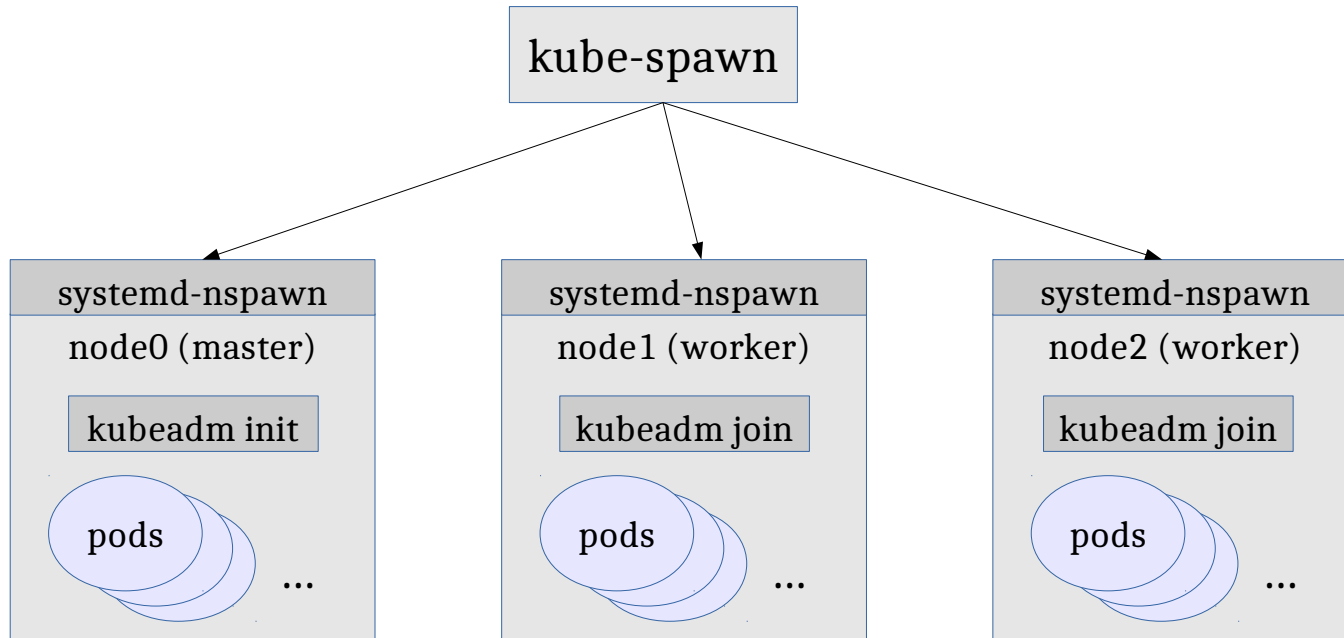 kube-spawn
systemd-nspawn
node0 (master)
kubeadm init
pods
...
systemd-nspawn
node1 (worker)
kubeadm join
pods
...
systemd-nspawn
node2 (worker)
kubeadm join
pods
...